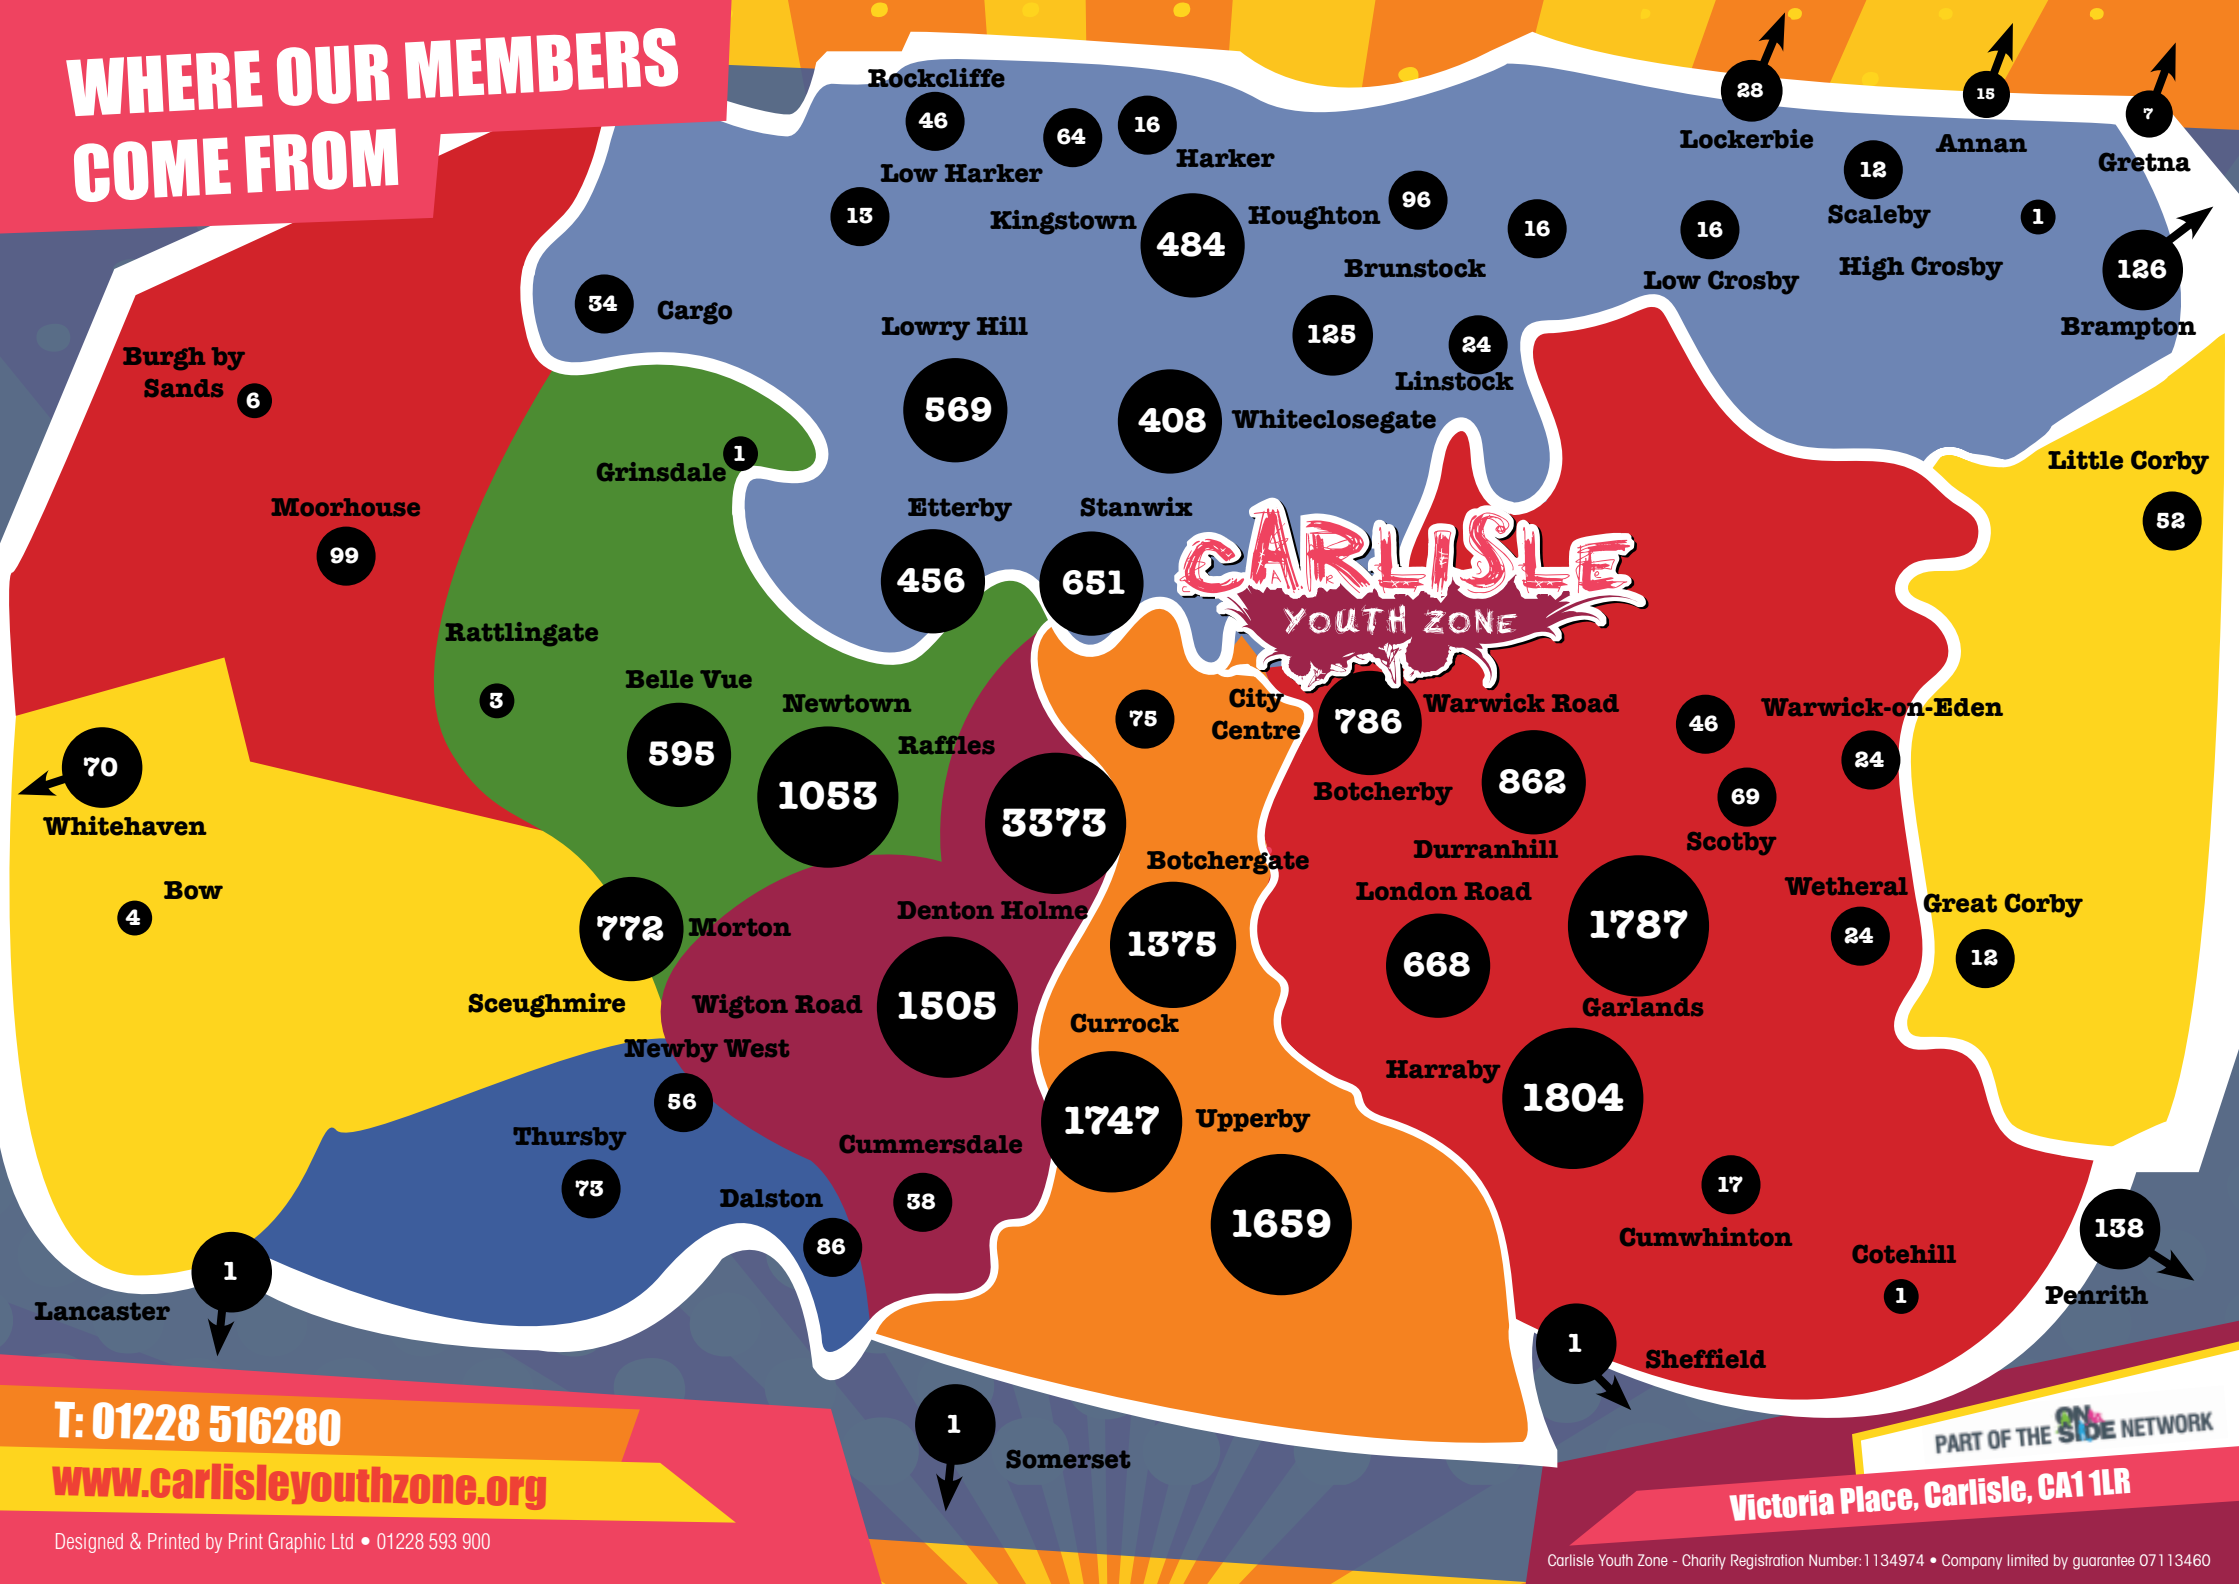 WHERE OUR MEMBERS
COME FROM
Rockcliffe
46
64
16
Harker
Low Harker
13
Kingstown
484
Houghton
96
16
Brunstock
28
Lockerbie
15
Annan
7
Gretna
12
Scaleby
16
Low Crosby
1
High Crosby
126
Brampton
34
Cargo
Lowry Hill
569
125
24
Linstock
408
Whiteclosegate
Burgh by
Sands
6
Moorhouse
99
Grinsdale
1
Etterby
456
Stanwix
651
CARLISLE
YOUTH ZONE
Little Corby
52
Rattlingate
3
Belle Vue
595
Newtown
1053
Raffles
3373
75
City
Centre
786
Warwick Road
46
Warwick-on-Eden
24
Botcherby
862
69
Scotby
70
Whitehaven
Bow
4
772
Morton
Denton Holme
Botchergate
1375
Durranhill
London Road
668
1787
Garlands
Wetheral
24
Great Corby
12
Sceughmire
Wigton Road
1505
Currock
1747
Upperby
Harraby
1804
Newby West
56
Thursby
73
Cummersdale
38
Dalston
86
1659
17
Cumwhinton
Cotehill
1
138
Penrith
1
Lancaster
1
Sheffield
1
Somerset
T: 01228 516280
www.carlisleyouthzone.org
Designed & Printed by Print Graphic Ltd • 01228 593 900
PART OF THE ONSIDE NETWORK
Victoria Place, Carlisle, CA1 1LR
Carlisle Youth Zone - Charity Registration Number:1134974 • Company limited by guarantee 07113460